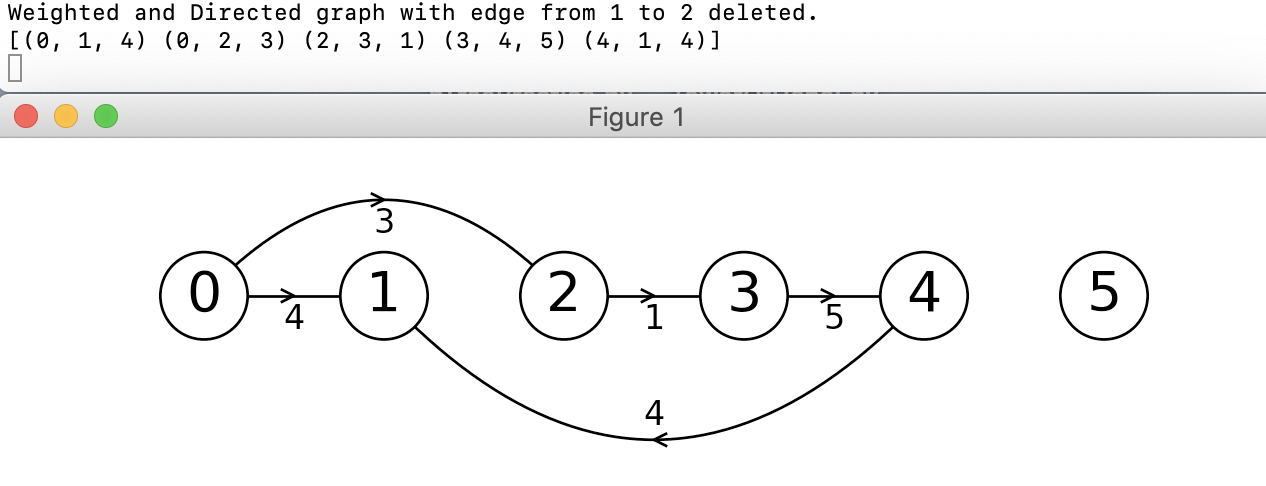 Weighted and Directed graph with edge from 1 to 2 deleted.
[(0, 1, 4) (0, 2, 3) (2, 3, 1) (3, 4, 5) (4, 1, 4)]
Figure 1
3
0 1 2 3 4 5
4 1 5
4